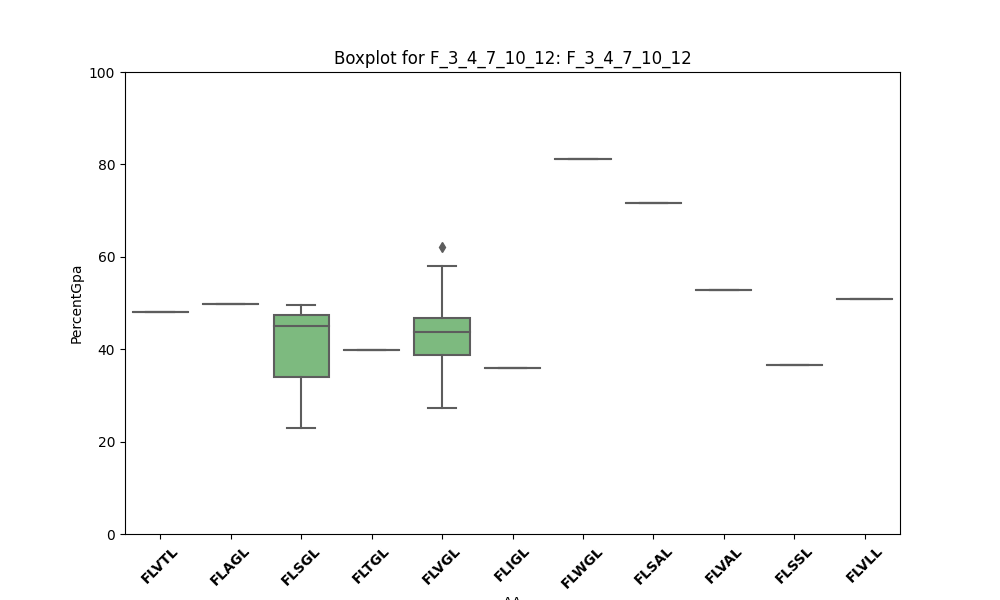 Boxplot for F_3_4_7_10_12: F_3_4_7_10_12
100
80
60
40
20
0
PercentGpa
FLVTL
FLAGL
FLSGL
FLTGL
FLVGL
FLIGL
FLWGL
FLSAL
FLVAL
FLSSL
FLVLL